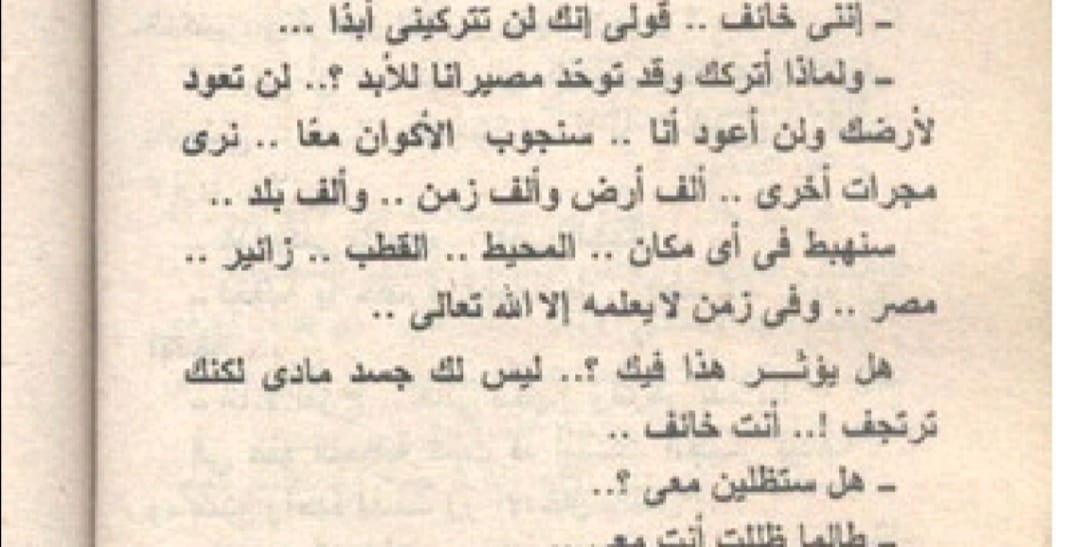 ـ إننى خائف .. قولى إنك لن تتركينى أبدًا ...
ـ ولماذا أتركك وقد توحَد مصيرانا للأبد ؟.. لن تعود
لأرضك ولن أعود أنا .. سنجوب الأكوان معًا .. نرى
مجرات أخرى .. ألف أرض وألف زمن .. وألف بلد ..
سنهبط فى أى مكان .. المحيط .. القطب .. زائير ..
مصر .. وفى زمن لا يعلمه إلا الله تعالى ..
هل يؤثـــر هذا فيك ؟.. ليس لك جسد مادى لكنك
ترتجف !.. أنت خائف ..
ـ هل ستظلين معى ؟..
ـ طالما ظللت أنت معى ...